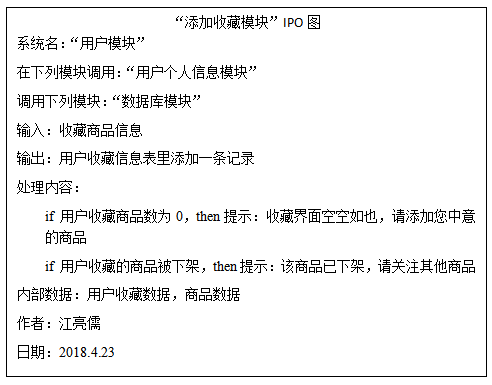 “添加收藏模块”IPO 图
系统名：“用户模块”
在下列模块调用：“用户个人信息模块”
调用下列模块：“数据库模块”
输入：收藏商品信息
输出：用户收藏信息表里添加一条记录
处理内容：
if 用户收藏商品数为 0，then 提示：收藏界面空空如也，请添加您中意
的商品
if 用户收藏的商品被下架，then 提示：该商品已下架，请关注其他商品
内部数据：用户收藏数据，商品数据
作者：江亮儒
日期：2018.4.23